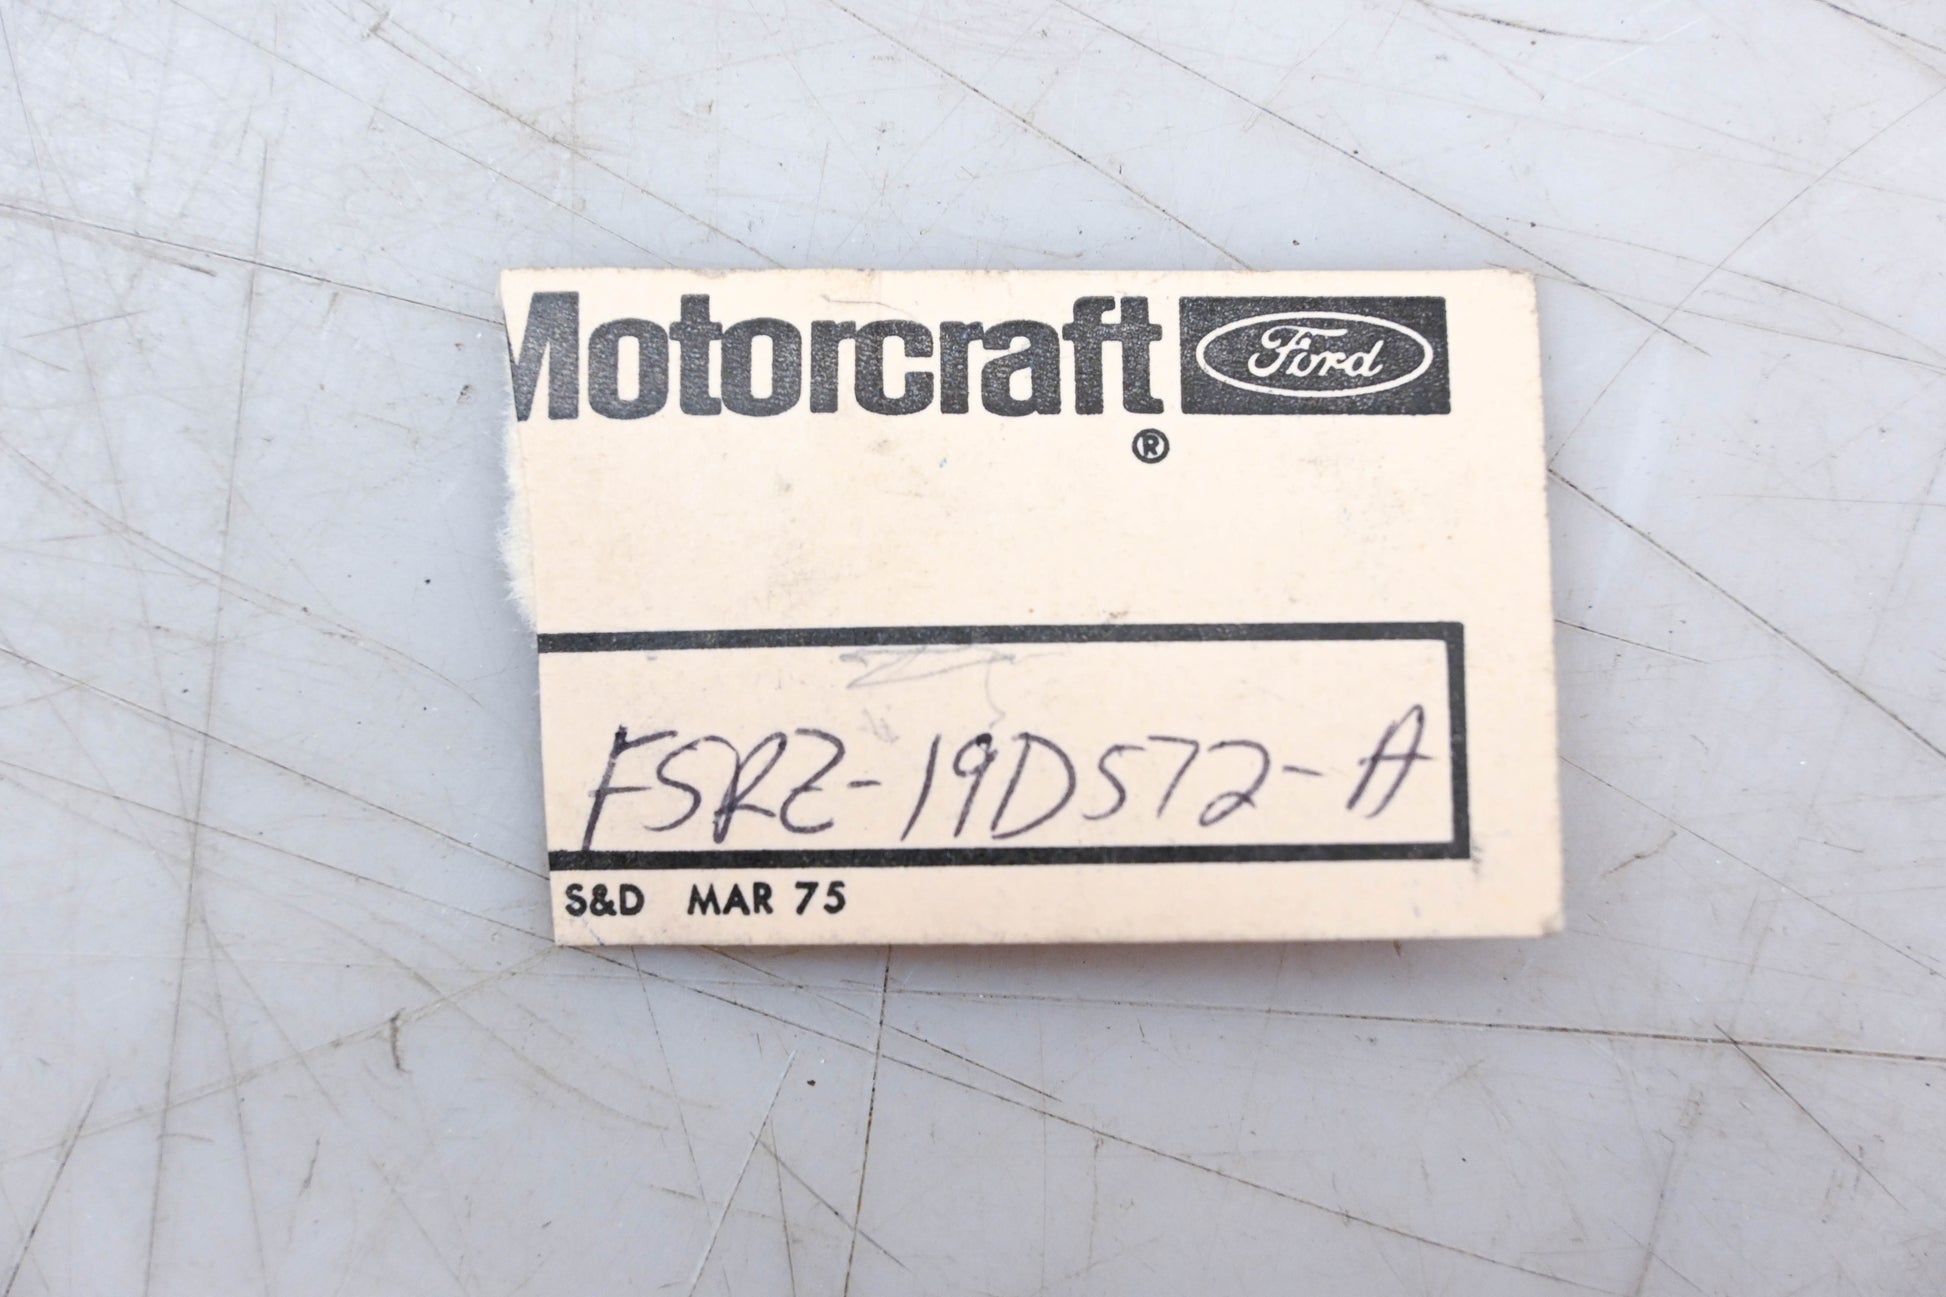 Motorcraft Ford
®
F5RZ-19D572-A
S&D MAR 75